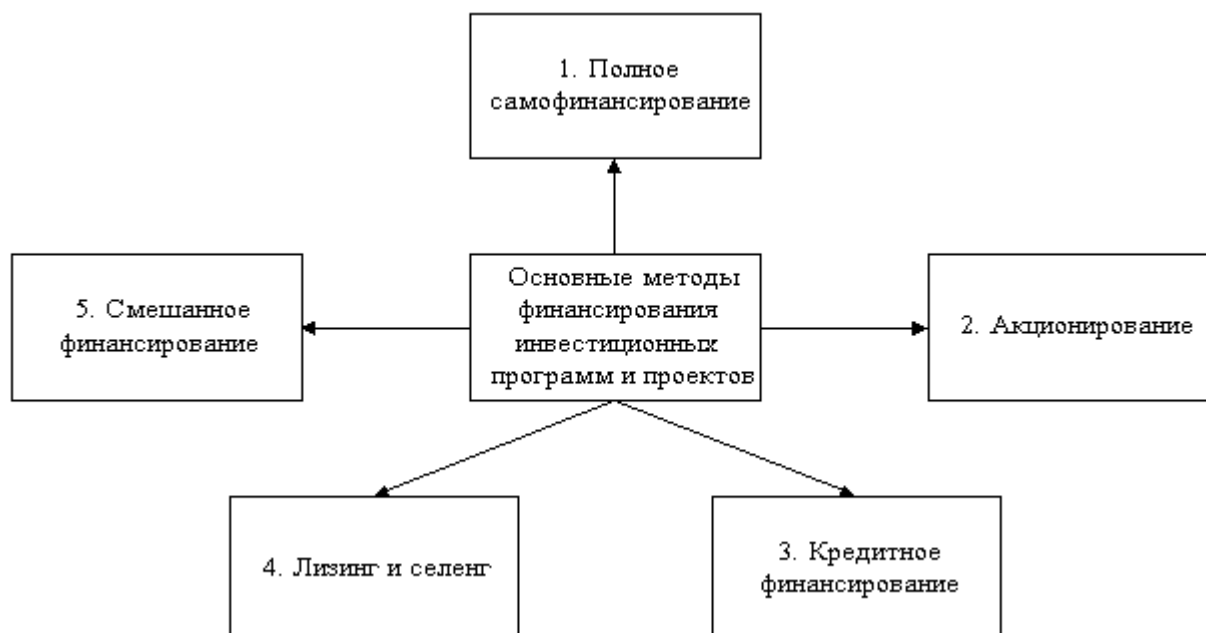 1. Полное
самофинансирование
5. Смешанное
финансирование
Основные методы
финансирования
инвестиционных
программ и проектов
2. Акционирование
4. Лизинг и селенг
3. Кредитное
финансирование